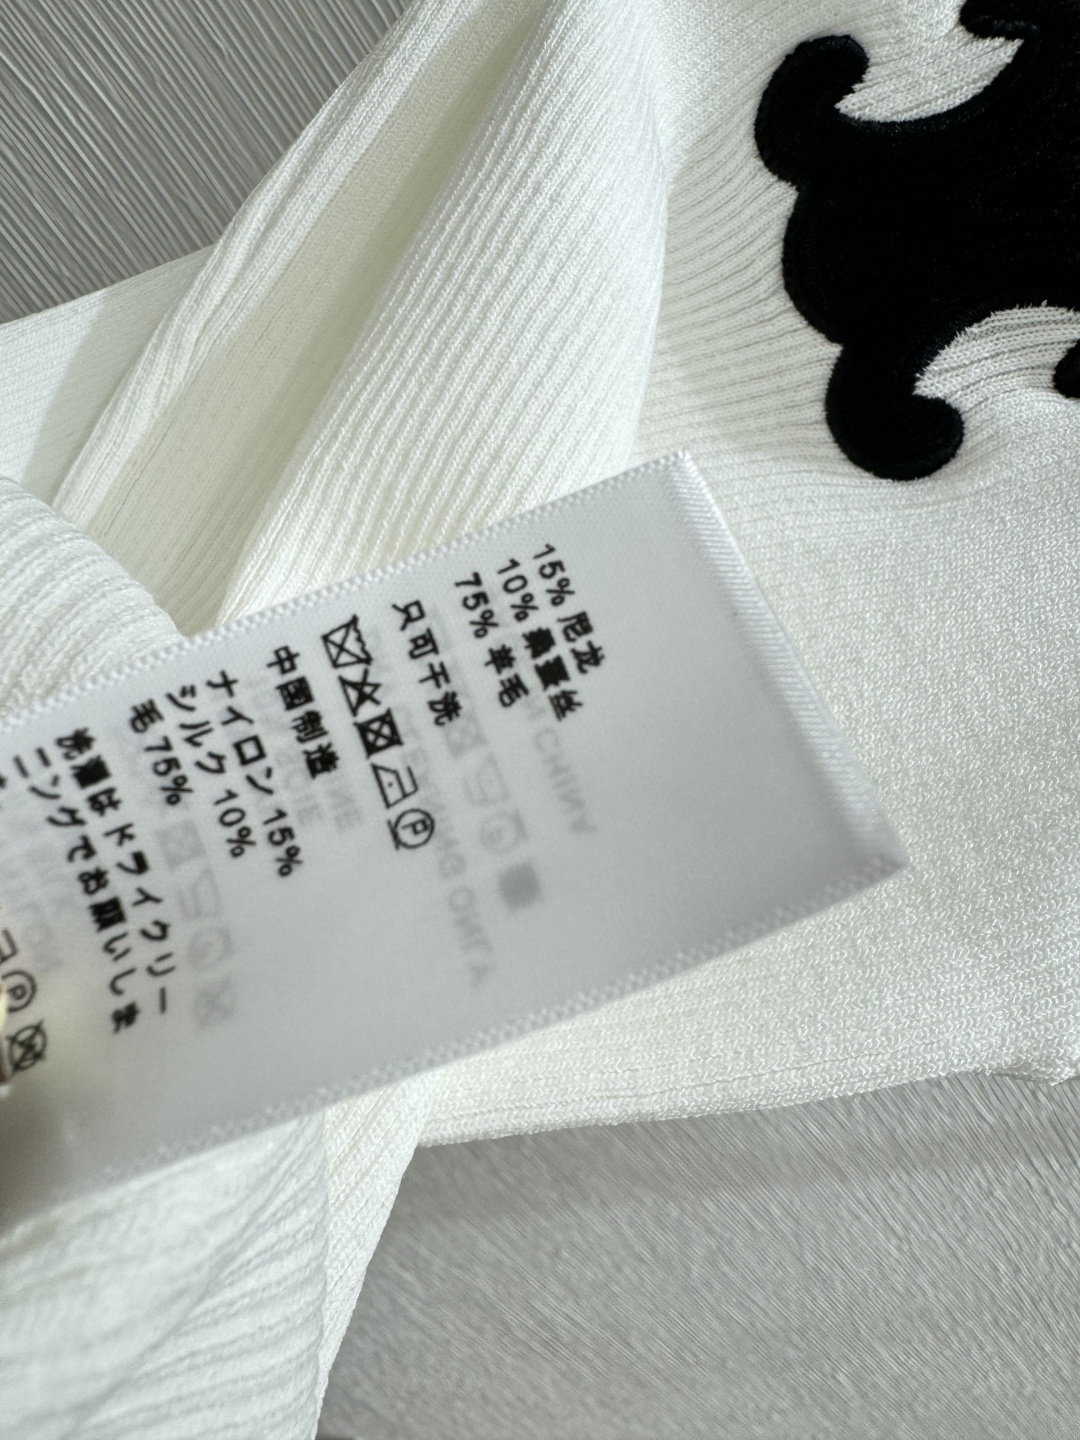 15% 尼龙
10% 桑蚕丝
75% 羊毛
只可干洗
P
中国制造
ナイロン 15%
シルク 10%
毛 75%
洗濯はドライクリー
ニングでお願いしま
P